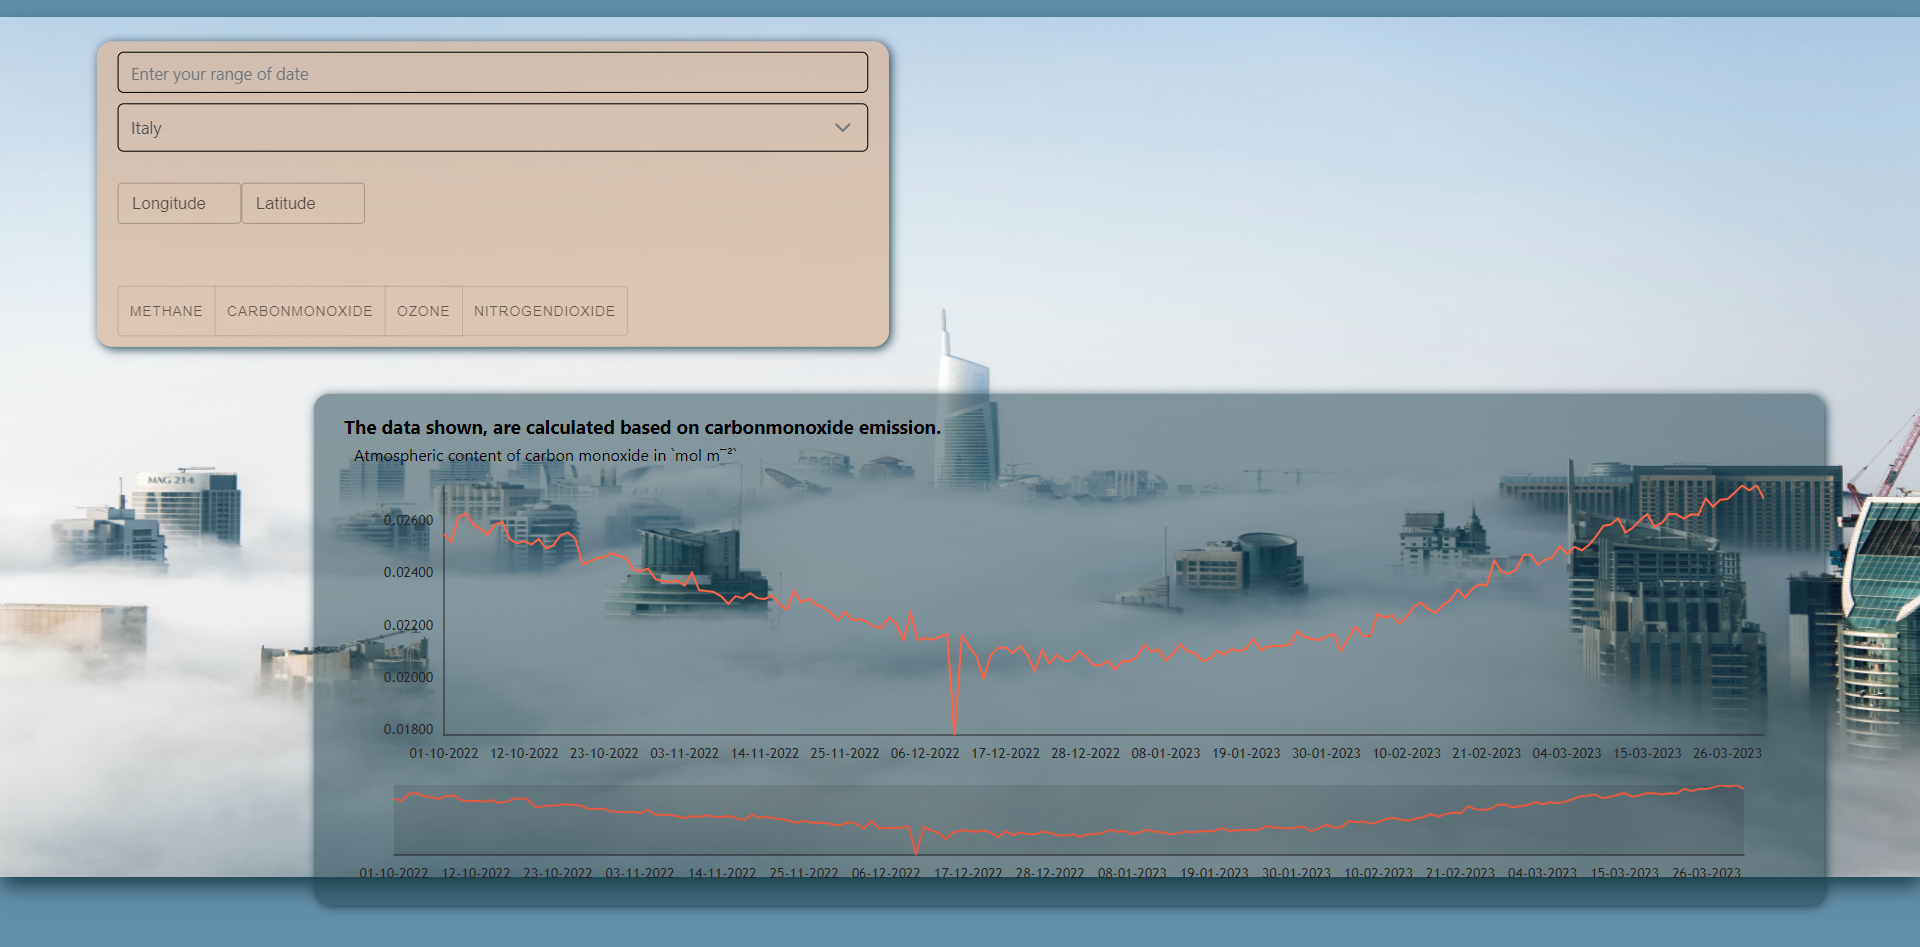 Enter your range of date
Italy
Longitude Latitude
METHANE CARBONMONOXIDE OZONE NITROGENDIOXIDE
The data shown, are calculated based on carbonmonoxide emission.
Atmospheric content of carbon monoxide in `mol m⁻²`
MAG 214
0.02600
0.02400
0.02200
0.02000
0.01800
01-10-2022 12-10-2022 23-10-2022 03-11-2022 14-11-2022 25-11-2022 06-12-2022 17-12-2022 28-12-2022 08-01-2023 19-01-2023 30-01-2023 10-02-2023 21-02-2023 04-03-2023 15-03-2023 26-03-2023
01-10-2022 12-10-2022 23-10-2022 03-11-2022 14-11-2022 25-11-2022 06-12-2022 17-12-2022 28-12-2022 08-01-2023 19-01-2023 30-01-2023 10-02-2023 21-02-2023 04-03-2023 15-03-2023 26-03-2023